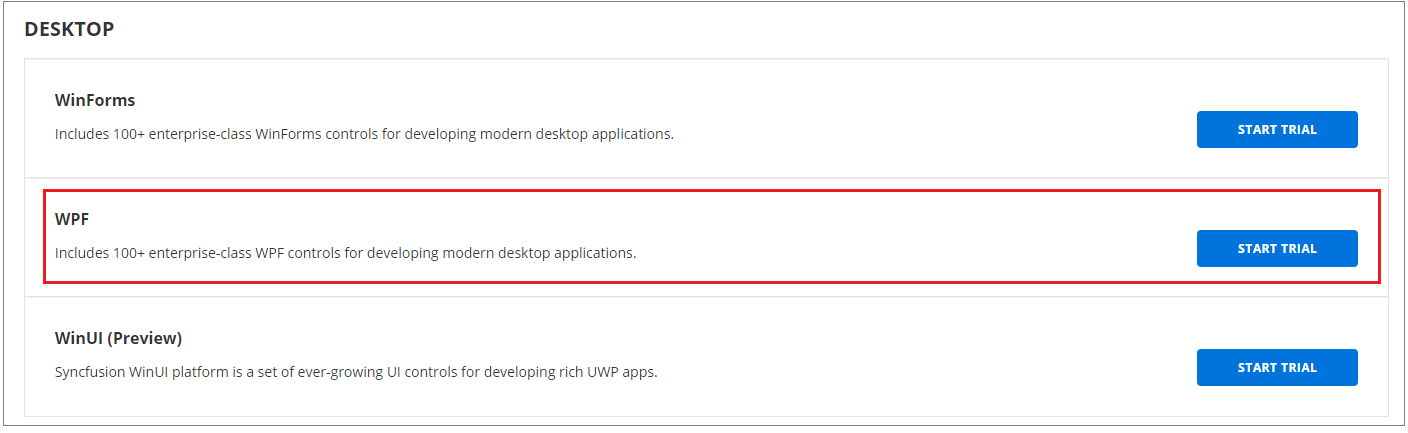 DESKTOP
WinForms
Includes 100+ enterprise-class WinForms controls for developing modern desktop applications.
START TRIAL
WPF
Includes 100+ enterprise-class WPF controls for developing modern desktop applications.
START TRIAL
WinUI (Preview)
Syncfusion WinUI platform is a set of ever-growing UI controls for developing rich UWP apps.
START TRIAL